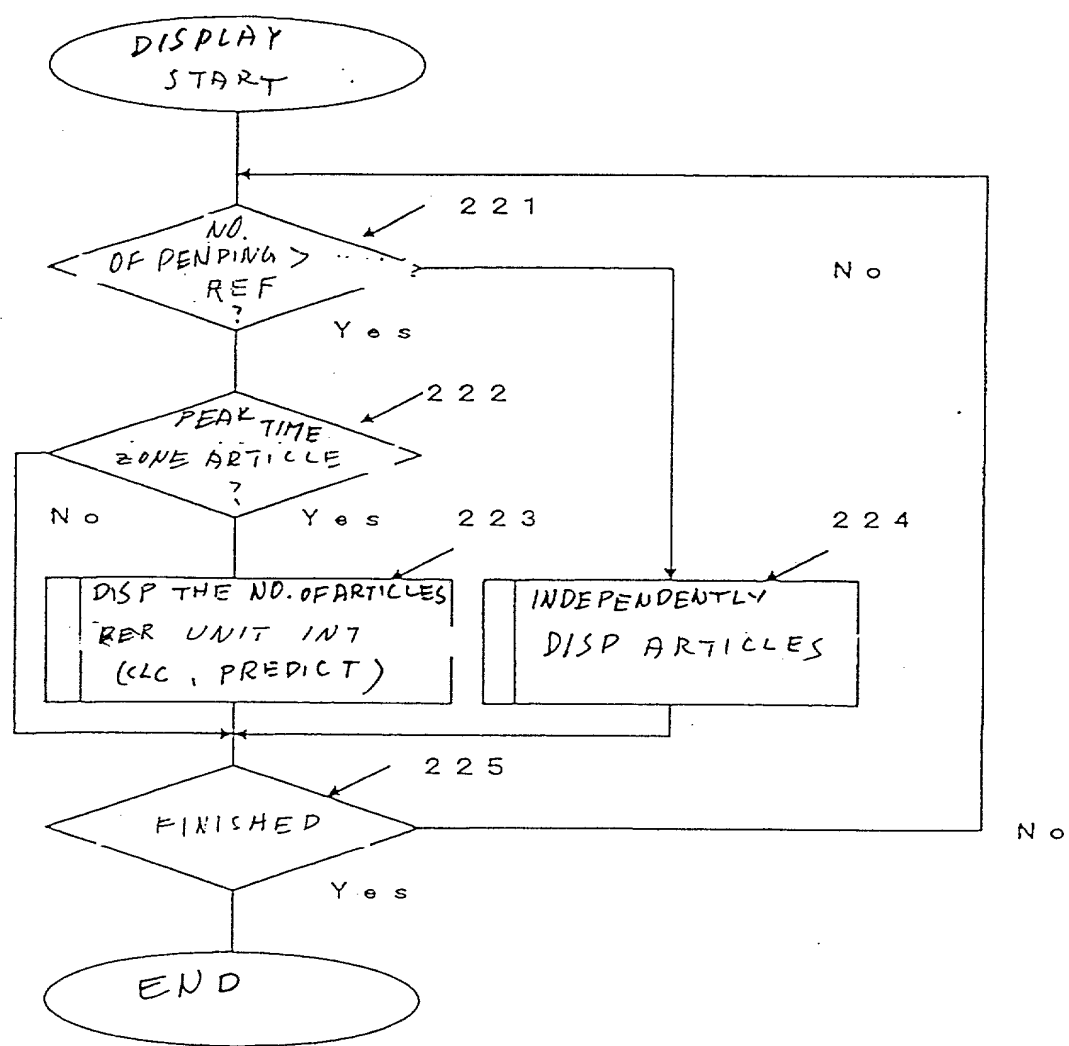 DISPLAY
START
221
NO.
OF PENDING >
REF
?
No
Yes
222
PEAK TIME
ZONE ARTICLE
?
No
Yes
223
224
DISP THE NO. OF ARTICLES
PER UNIT INT
(CLC, PREDICT)
INDEPENDENTLY
DISP ARTICLES
225
FINISHED
No
Yes
END